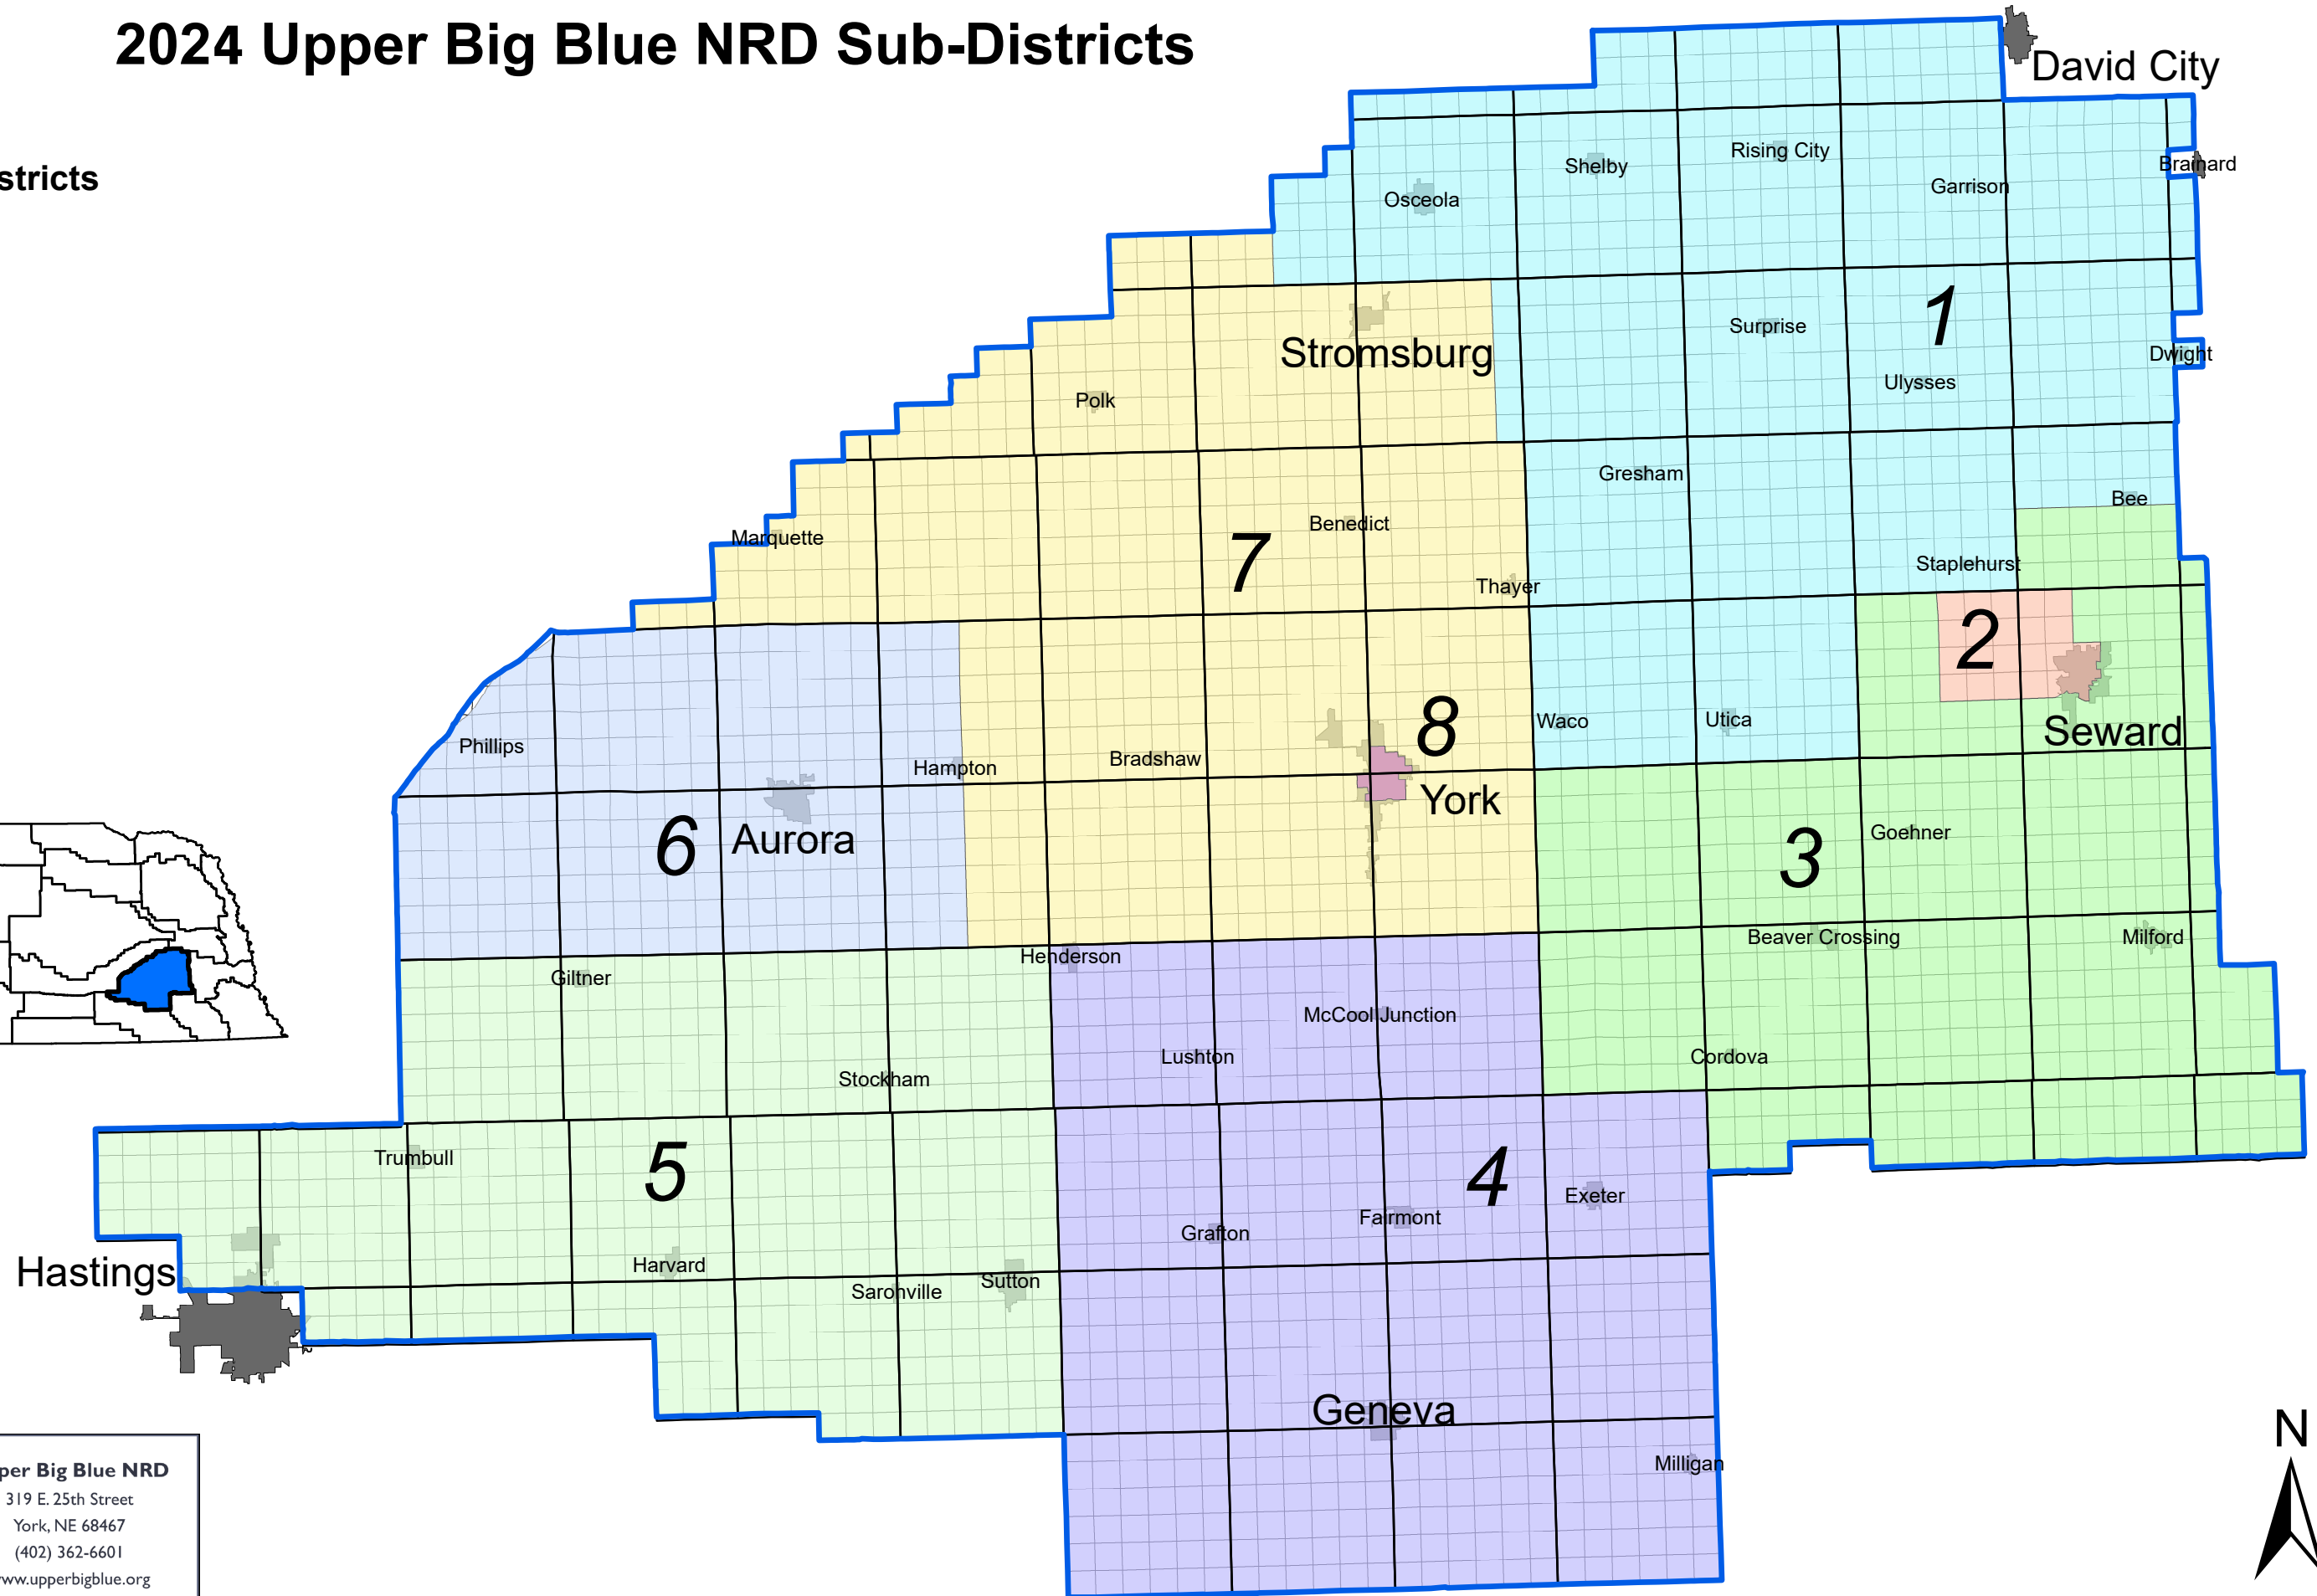 2024 Upper Big Blue NRD Sub-Districts
David City
stricts
Brainard
Rising City
Shelby
Garrison
Osceola
1
Surprise
Stromsburg
Dwight
Ulysses
Polk
Gresham
Bee
Benedict
Marquette
7
Staplehurst
Thayer
2
8
Waco
Utica
Seward
Phillips
Bradshaw
Hampton
York
6
Aurora
3
Goehner
Beaver Crossing
Milford
Henderson
Giltner
McCool Junction
Lushton
Cordova
Stockham
Trumbull
5
4
Exeter
Fairmont
Grafton
Hastings
Harvard
Sutton
Saronville
Geneva
N
Milligan
per Big Blue NRD
319 E. 25th Street
York, NE 68467
(402) 362-6601
www.upperbigblue.org